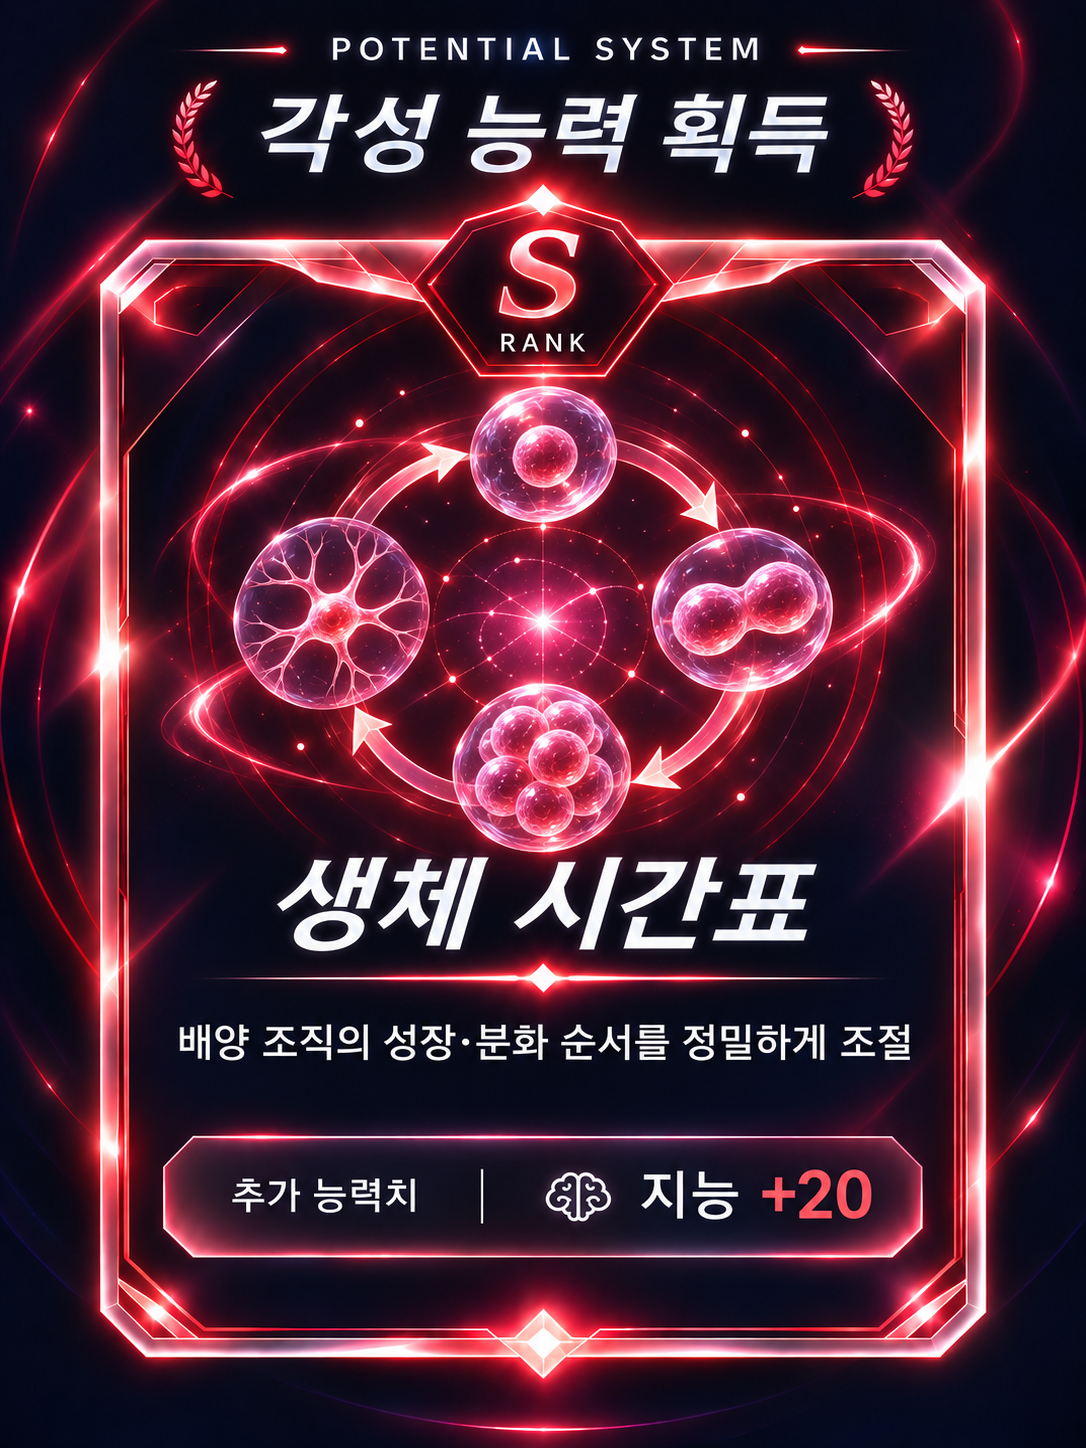 POTENTIAL SYSTEM
각성 능력 획득
S
RANK
생체 시간표
배양 조직의 성장·분화 순서를 정밀하게 조절
추가 능력치 지능 +20